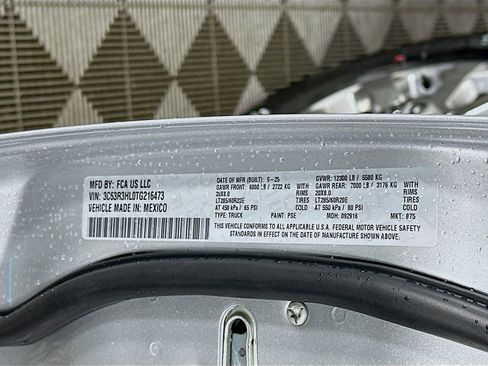 MFD BY: FCA US LLC
VIN: 3C63R3HL0TG216473
VEHICLE MADE IN: MEXICO
DATE OF MFR (BUILT): 5-25 GVWR: 12300 LB / 5580 KG
GAWR FRONT: 6000 LB / 2722 KG GAWR REAR: 7000 LB / 3176 KG
20X8.0 RIMS 20X8.0 RIMS
LT285/60R20E TIRES LT285/60R20E TIRES
AT 450 kPa / 65 PSI COLD AT 550 kPa / 80 PSI COLD
TYPE: TRUCK PAINT: PSE MDH: 092916 MKT: 875
THIS VEHICLE CONFORMS TO ALL APPLICABLE U.S.A. FEDERAL MOTOR VEHICLE SAFETY
STANDARDS IN EFFECT ON THE DATE OF MANUFACTURE SHOWN ABOVE.